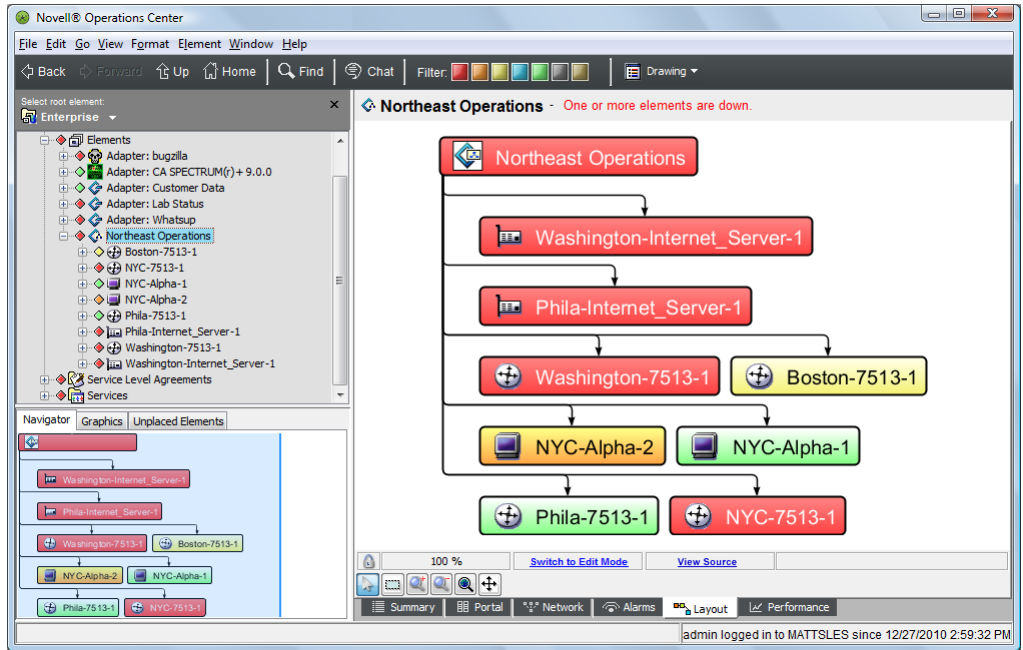 Novell® Operations Center
File Edit Go View Format Element Window Help
Back Forward Up Home Find Chat Filter: Drawing
Select root element:
Enterprise
Elements
Adapter: bugzilla
Adapter: CA SPECTRUM(r)+ 9.0.0
Adapter: Customer Data
Adapter: Lab Status
Adapter: Whatsup
Northeast Operations
Boston-7513-1
NYC-7513-1
NYC-Alpha-1
NYC-Alpha-2
Phila-7513-1
Phila-Internet_Server-1
Washington-7513-1
Washington-Internet_Server-1
Service Level Agreements
Services
Navigator Graphics Unplaced Elements
Washington-Internet_Server-1
Phila-Internet_Server-1
Washington-7513-1 Boston-7513-1
NYC-Alpha-2 NYC-Alpha-1
Phila-7513-1 NYC-7513-1
Northeast Operations - One or more elements are down.
Northeast Operations
Washington-Internet_Server-1
Phila-Internet_Server-1
Washington-7513-1 Boston-7513-1
NYC-Alpha-2 NYC-Alpha-1
Phila-7513-1 NYC-7513-1
100 % Switch to Edit Mode View Source
Summary Portal Network Alarms Layout Performance
admin logged in to MATTSLES since 12/27/2010 2:59:32 PM